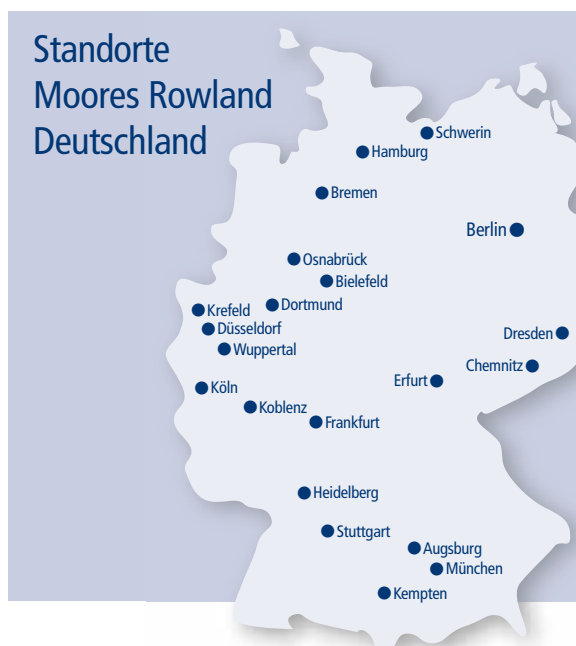 Standorte
Moores Rowland
Deutschland
Schwerin
Hamburg
Bremen
Berlin
Osnabrück
Bielefeld
Dortmund
Krefeld
Düsseldorf
Dresden
Wuppertal
Chemnitz
Erfurt
Köln
Koblenz
Frankfurt
Heidelberg
Stuttgart
Augsburg
München
Kempten